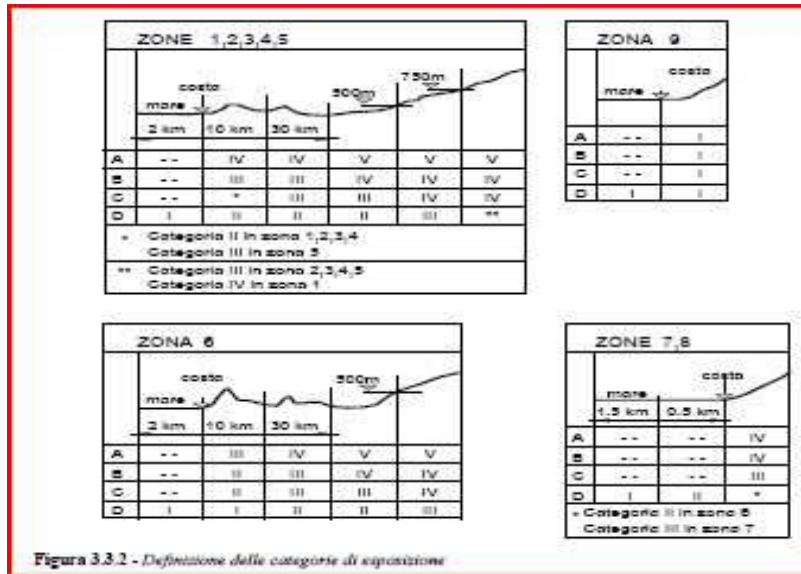 ZONE 1,2,3,4,5
costa
mare
500m
750m
2 km 10 km 30 km
A -- IV IV V V V
B -- III III IV IV IV
C -- * III III IV IV
D I II II II III **
* Categoria II in zona 1,2,3,4
Categoria III in zona 5
** Categoria III in zona 2,3,4,5
Categoria IV in zona 1
ZONA 9
costa
mare
A -- I
B -- I
C -- I
D I I
ZONA 6
costa
mare
500m
2 km 10 km 30 km
A -- III IV V V
B -- II III IV IV
C -- II III III IV
D I I II II III
ZONE 7,8
costa
mare
1.5 km 0.5 km
A -- -- IV
B -- -- IV
C -- -- III
D I II *
* Categoria II in zona 8
Categoria III in zona 7
Figura 3.3.2 - Definizione delle categorie di esposizione